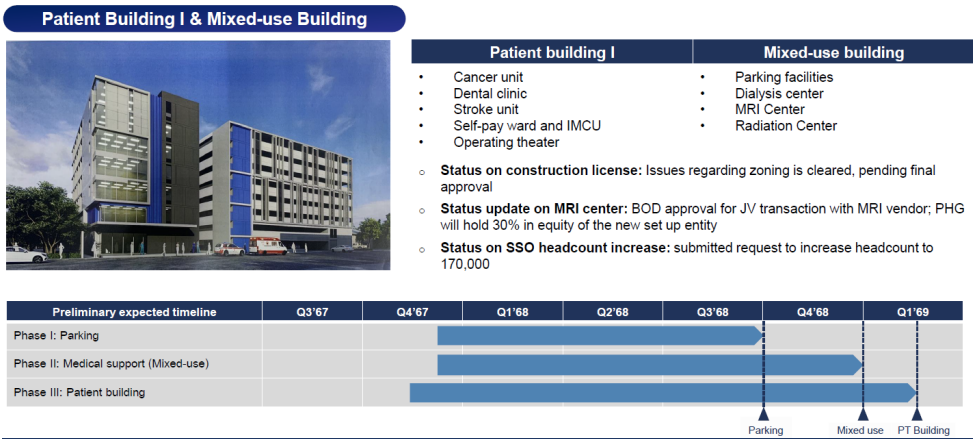 Patient Building I & Mixed-use Building
Patient building I
Mixed-use building
• Cancer unit
• Dental clinic
• Stroke unit
• Self-pay ward and IMCU
• Operating theater
• Parking facilities
• Dialysis center
• MRI Center
• Radiation Center
○ Status on construction license: Issues regarding zoning is cleared, pending final
approval
○ Status update on MRI center: BOD approval for JV transaction with MRI vendor; PHG
will hold 30% in equity of the new set up entity
○ Status on SSO headcount increase: submitted request to increase headcount to
170,000
Preliminary expected timeline Q3'67 Q4'67 Q1'68 Q2'68 Q3'68 Q4'68 Q1'69
Phase I: Parking
Phase II: Medical support (Mixed-use)
Phase III: Patient building
Parking Mixed use PT Building